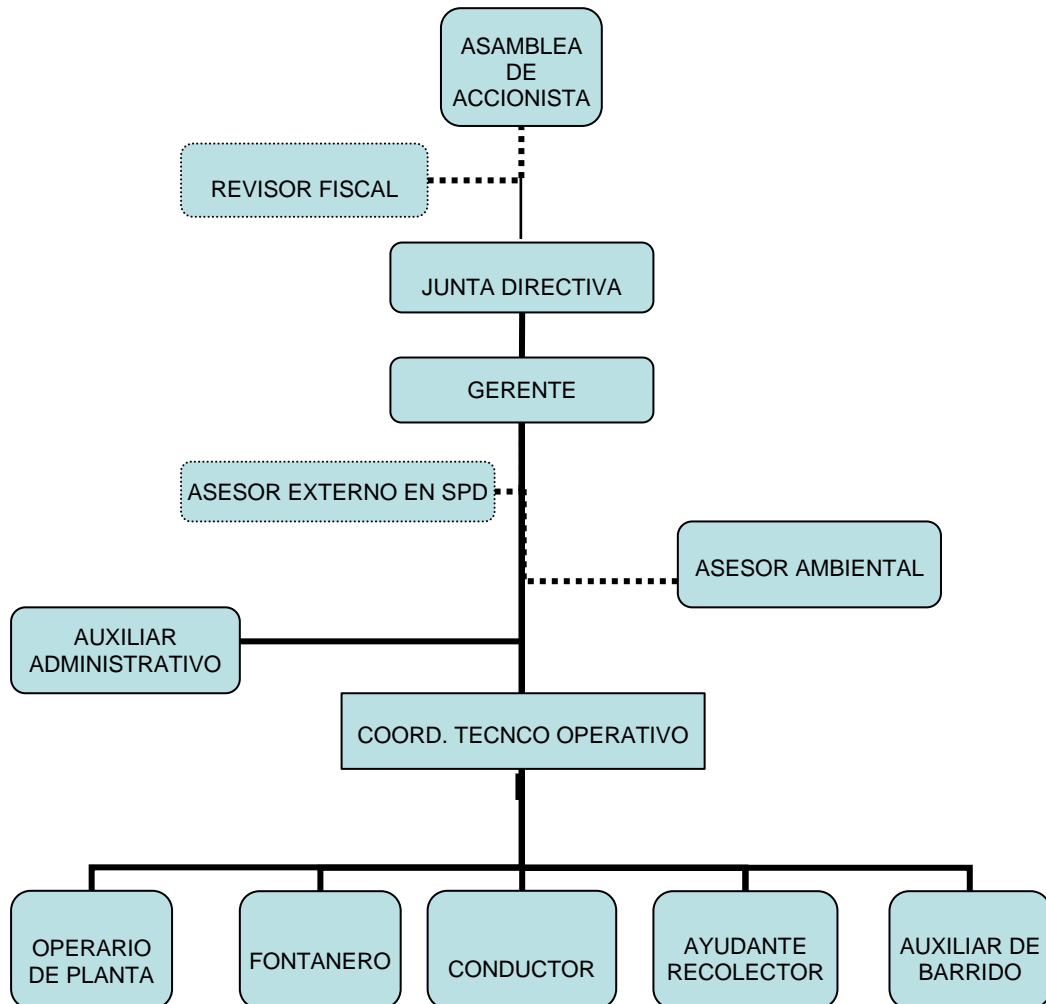 ASAMBLEA
DE
ACCIONISTA
REVISOR FISCAL
JUNTA DIRECTIVA
GERENTE
ASESOR EXTERNO EN SPD
ASESOR AMBIENTAL
AUXILIAR
ADMINISTRATIVO
COORD. TECNCO OPERATIVO
OPERARIO
DE PLANTA
FONTANERO
CONDUCTOR
AYUDANTE
RECOLECTOR
AUXILIAR DE
BARRIDO